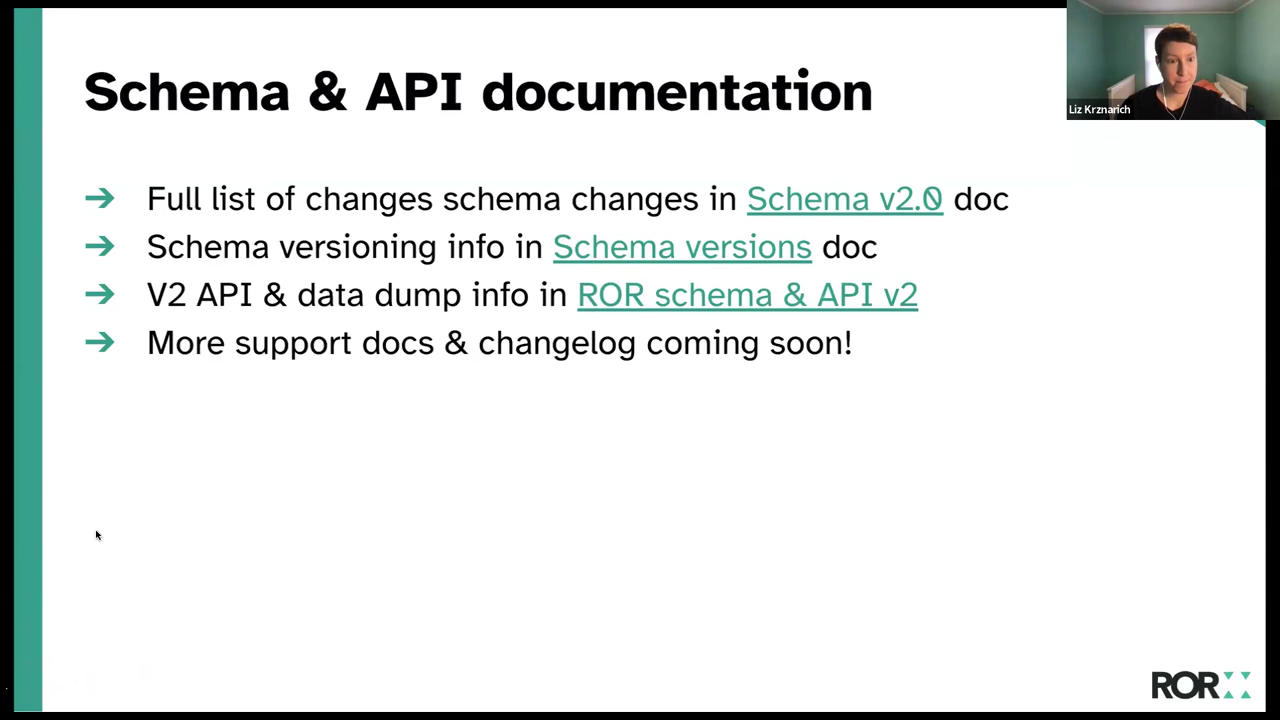 Schema & API documentation
Liz Krznarich
➔ Full list of changes schema changes in Schema v2.0 doc
➔ Schema versioning info in Schema versions doc
➔ V2 API & data dump info in ROR schema & API v2
➔ More support docs & changelog coming soon!
ROR